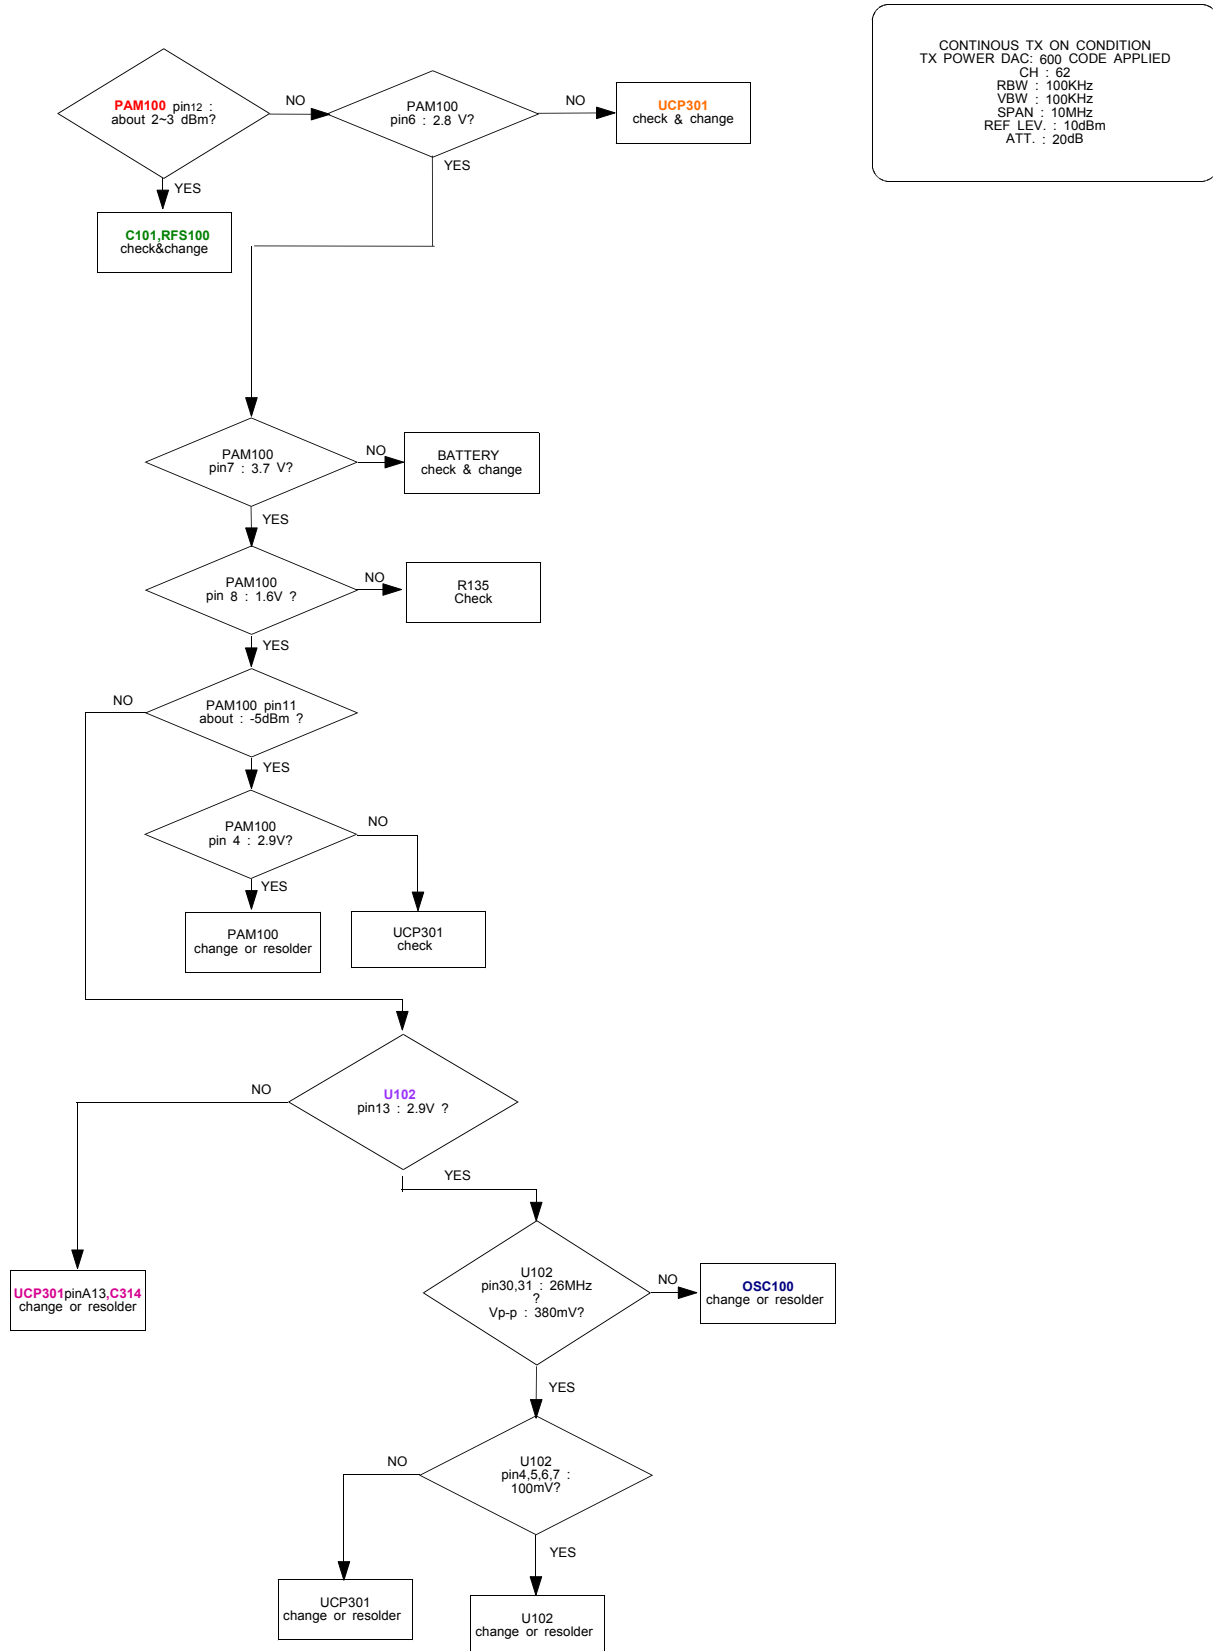 CONTINOUS TX ON CONDITION
TX POWER DAC: 600 CODE APPLIED
CH : 62
RBW : 100KHz
VBW : 100KHz
SPAN : 10MHz
REF LEV. : 10dBm
ATT. : 20dB
PAM100 pin12 :
about 2~3 dBm?
NO
PAM100
pin6 : 2.8 V?
NO
UCP301
check & change
YES
YES
C101,RFS100
check&change
PAM100
pin7 : 3.7 V?
NO
BATTERY
check & change
YES
PAM100
pin 8 : 1.6V ?
NO
R135
Check
YES
NO
PAM100 pin11
about : -5dBm ?
YES
PAM100
pin 4 : 2.9V?
NO
YES
PAM100
change or resolder
UCP301
check
NO
U102
pin13 : 2.9V ?
YES
UCP301pinA13,C314
change or resolder
U102
pin30,31 : 26MHz
?
Vp-p : 380mV?
NO
OSC100
change or resolder
YES
NO
U102
pin4,5,6,7 :
100mV?
YES
UCP301
change or resolder
U102
change or resolder